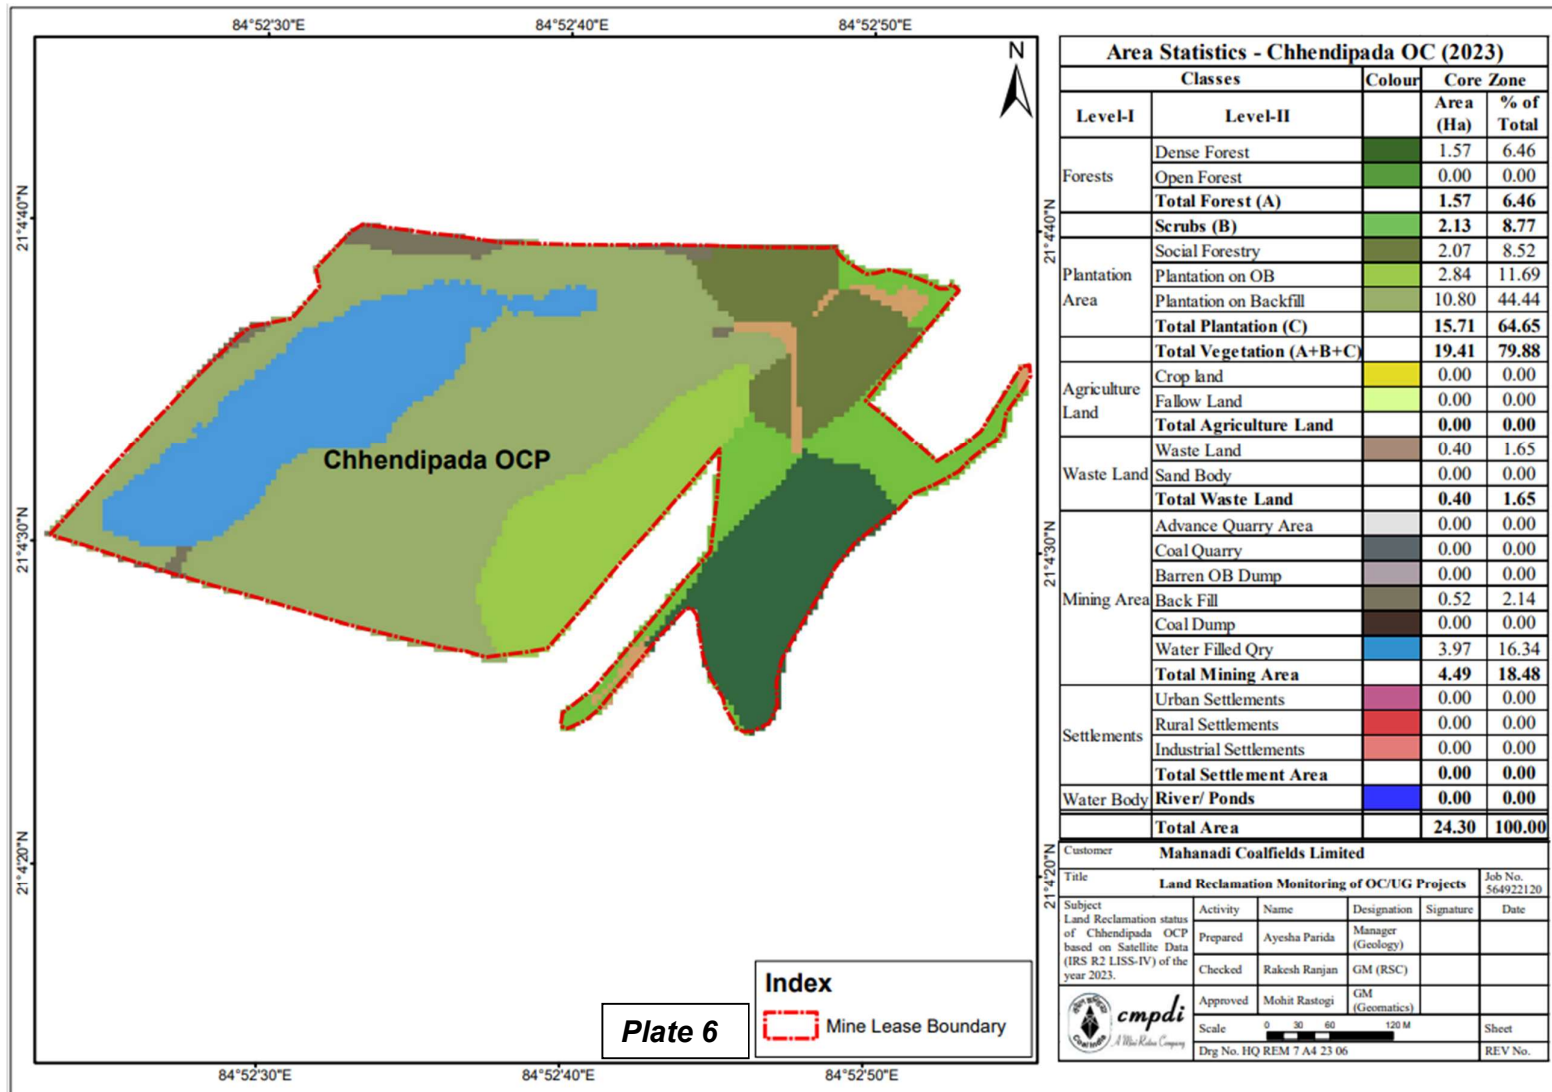 84°52'30"E 84°52'40"E 84°52'50"E
N
21°4'40"N
21°4'30"N
21°4'20"N
Chhendipada OCP
21°4'40"N
21°4'30"N
21°4'20"N
84°52'30"E 84°52'40"E 84°52'50"E
Plate 6
Index
Mine Lease Boundary
Area Statistics - Chhendipada OC (2023)
Classes Colour Core Zone
Level-I Level-II Area (Ha) % of Total
Forests
Dense Forest 1.57 6.46
Open Forest 0.00 0.00
Total Forest (A) 1.57 6.46
Scrubs (B) 2.13 8.77
Plantation Area
Social Forestry 2.07 8.52
Plantation on OB 2.84 11.69
Plantation on Backfill 10.80 44.44
Total Plantation (C) 15.71 64.65
Total Vegetation (A+B+C) 19.41 79.88
Agriculture Land
Crop land 0.00 0.00
Fallow Land 0.00 0.00
Total Agriculture Land 0.00 0.00
Waste Land
Waste Land 0.40 1.65
Sand Body 0.00 0.00
Total Waste Land 0.40 1.65
Mining Area
Advance Quarry Area 0.00 0.00
Coal Quarry 0.00 0.00
Barren OB Dump 0.00 0.00
Back Fill 0.52 2.14
Coal Dump 0.00 0.00
Water Filled Qry 3.97 16.34
Total Mining Area 4.49 18.48
Settlements
Urban Settlements 0.00 0.00
Rural Settlements 0.00 0.00
Industrial Settlements 0.00 0.00
Total Settlement Area 0.00 0.00
Water Body River/ Ponds 0.00 0.00
Total Area 24.30 100.00
Customer Mahanadi Coalfields Limited
Title Land Reclamation Monitoring of OC/UG Projects Job No. 564922120
Subject
Land Reclamation status
of Chhendipada OCP
based on Satellite Data
(IRS R2 LISS-IV) of the
year 2023.
Activity Name Designation Signature Date
Prepared Ayesha Parida Manager (Geology)
Checked Rakesh Ranjan GM (RSC)
Approved Mohit Rastogi GM (Geomatics)
Scale 0 30 60 120 M Sheet
Drg No. HQ REM 7 A4 23 06 REV No.
cmpdi
A Mini Ratna Company
Coal India